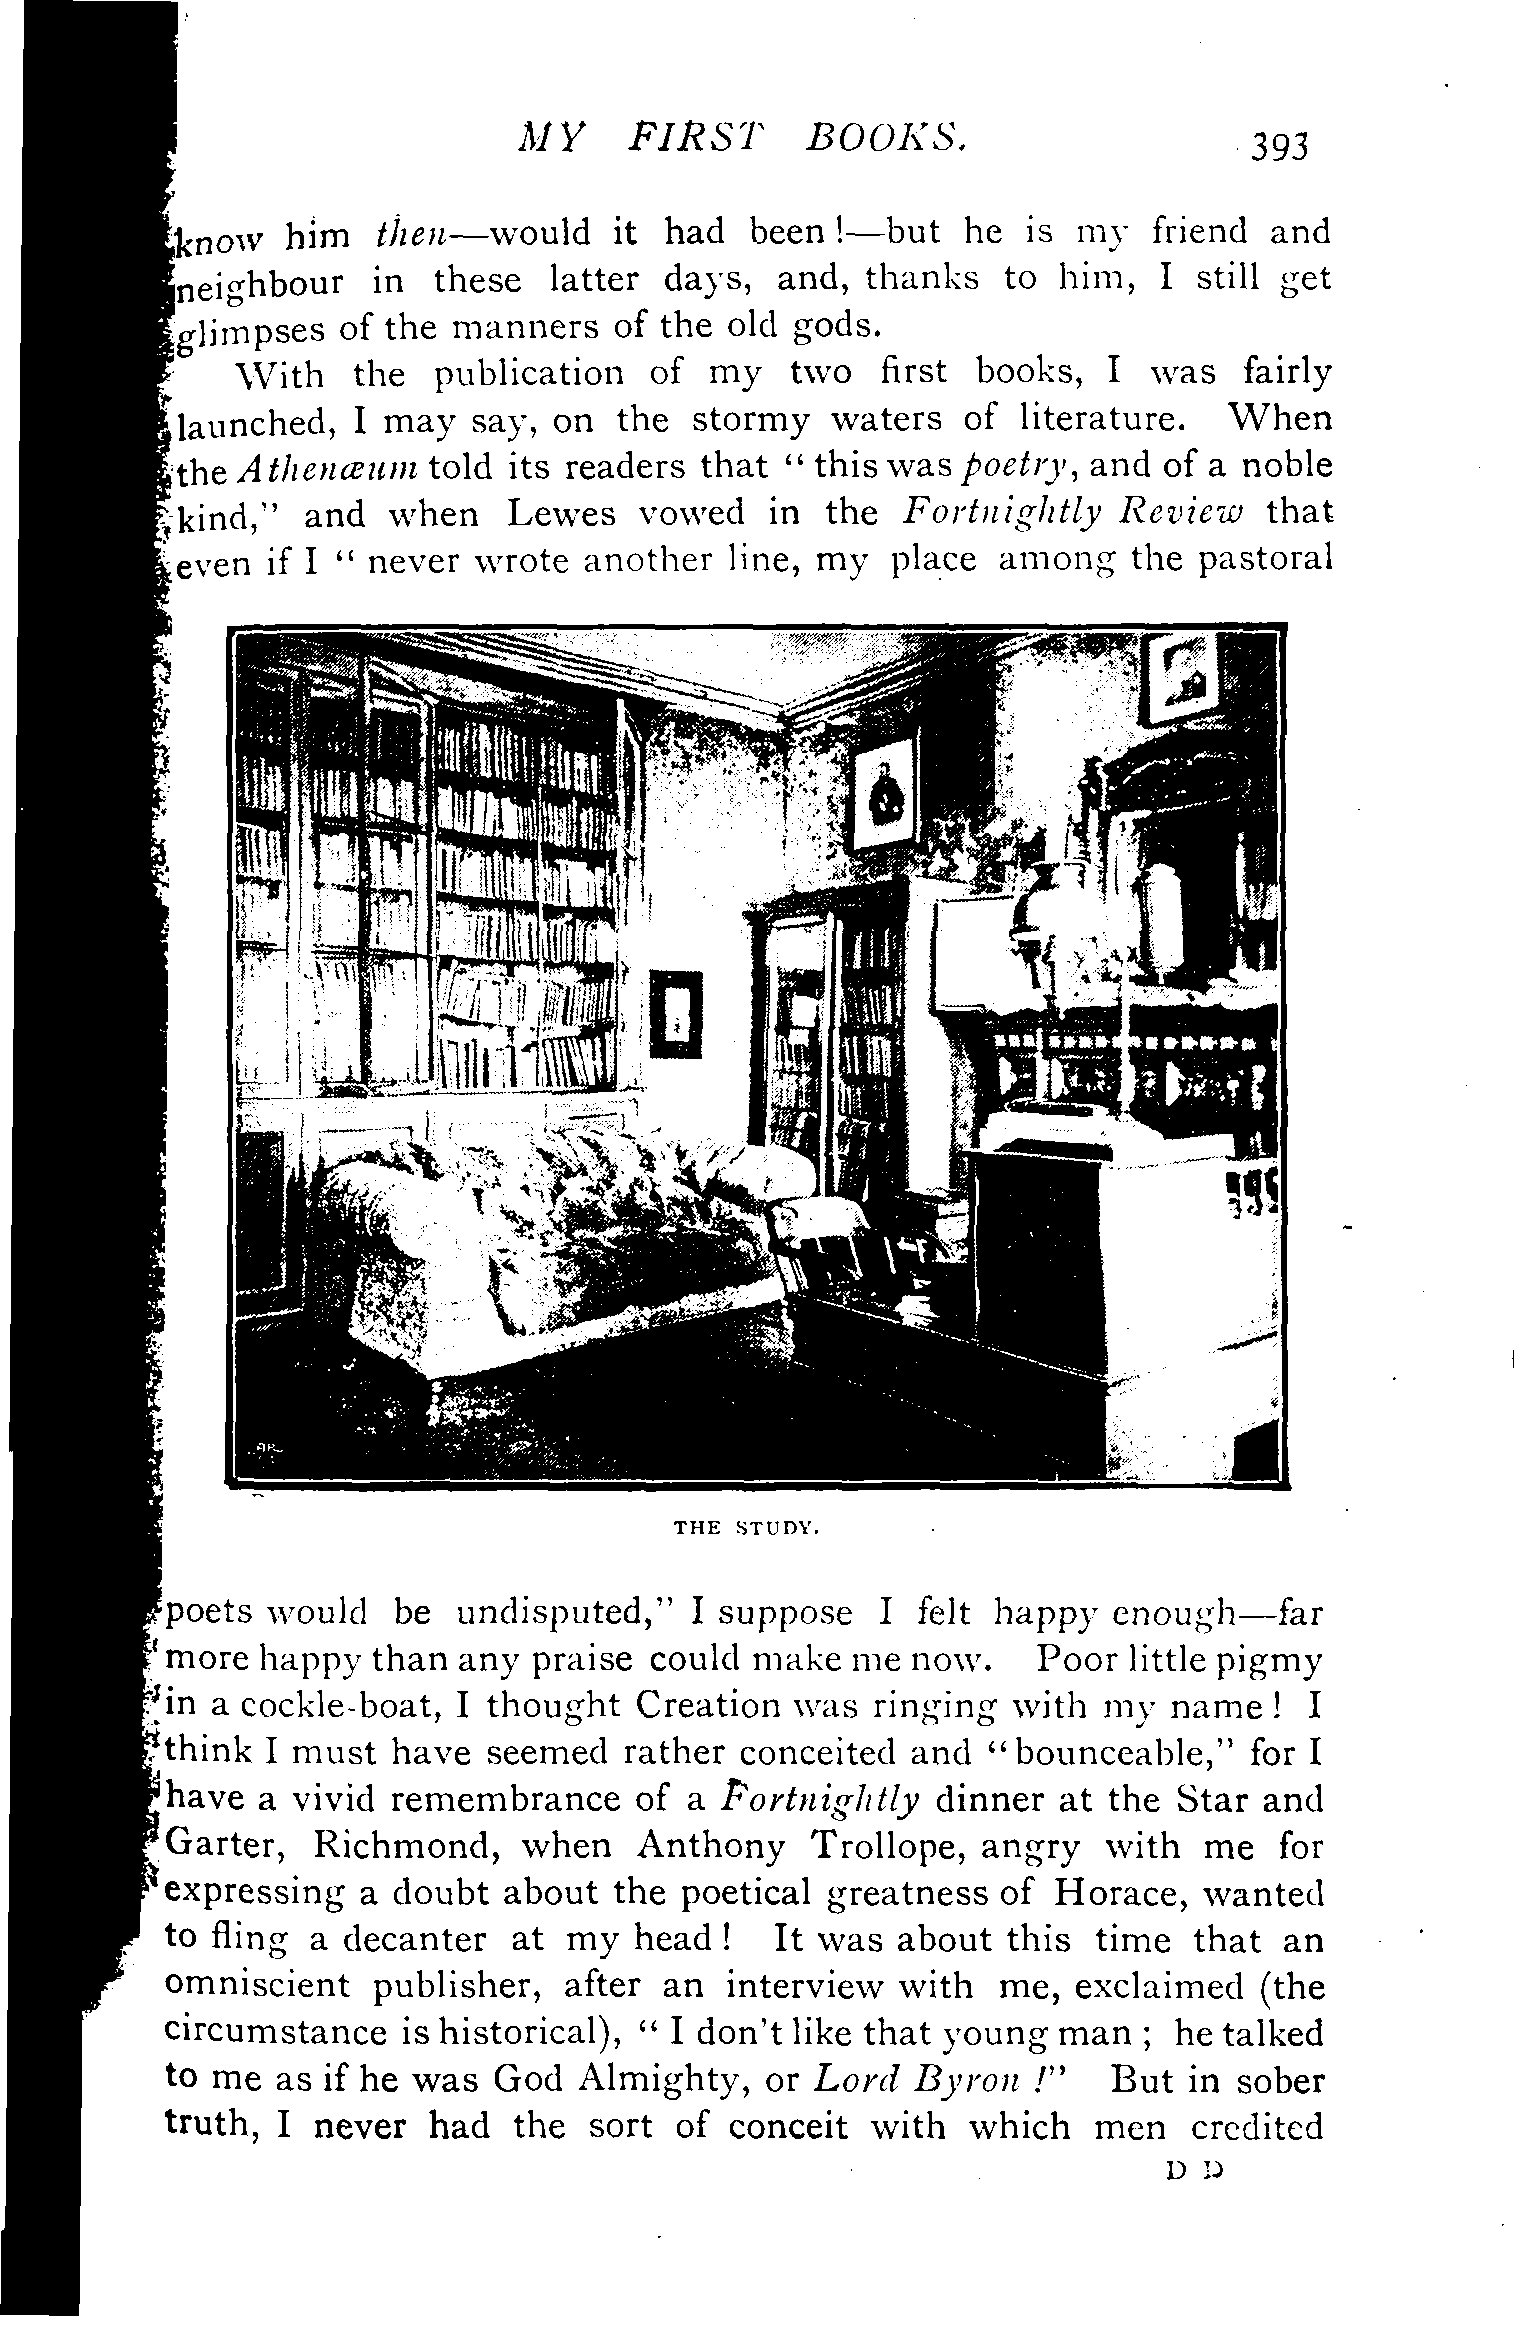 MY FIRST BOOKS. 393
know him then—would it had been!—but he is my friend and
neighbour in these latter days, and, thanks to him, I still get
glimpses of the manners of the old gods.
With the publication of my two first books, I was fairly
launched, I may say, on the stormy waters of literature. When
the Athenæum told its readers that "this was poetry, and of a noble
kind," and when Lewes vowed in the Fortnightly Review that
even if I "never wrote another line, my place among the pastoral
AR
THE STUDY.
poets would be undisputed," I suppose I felt happy enough—far
more happy than any praise could make me now. Poor little pigmy
in a cockle-boat, I thought Creation was ringing with my name! I
think I must have seemed rather conceited and "bounceable," for I
have a vivid remembrance of a Fortnightly dinner at the Star and
Garter, Richmond, when Anthony Trollope, angry with me for
expressing a doubt about the poetical greatness of Horace, wanted
to fling a decanter at my head! It was about this time that an
omniscient publisher, after an interview with me, exclaimed (the
circumstance is historical), "I don't like that young man; he talked
to me as if he was God Almighty, or Lord Byron!" But in sober
truth, I never had the sort of conceit with which men credited
D D